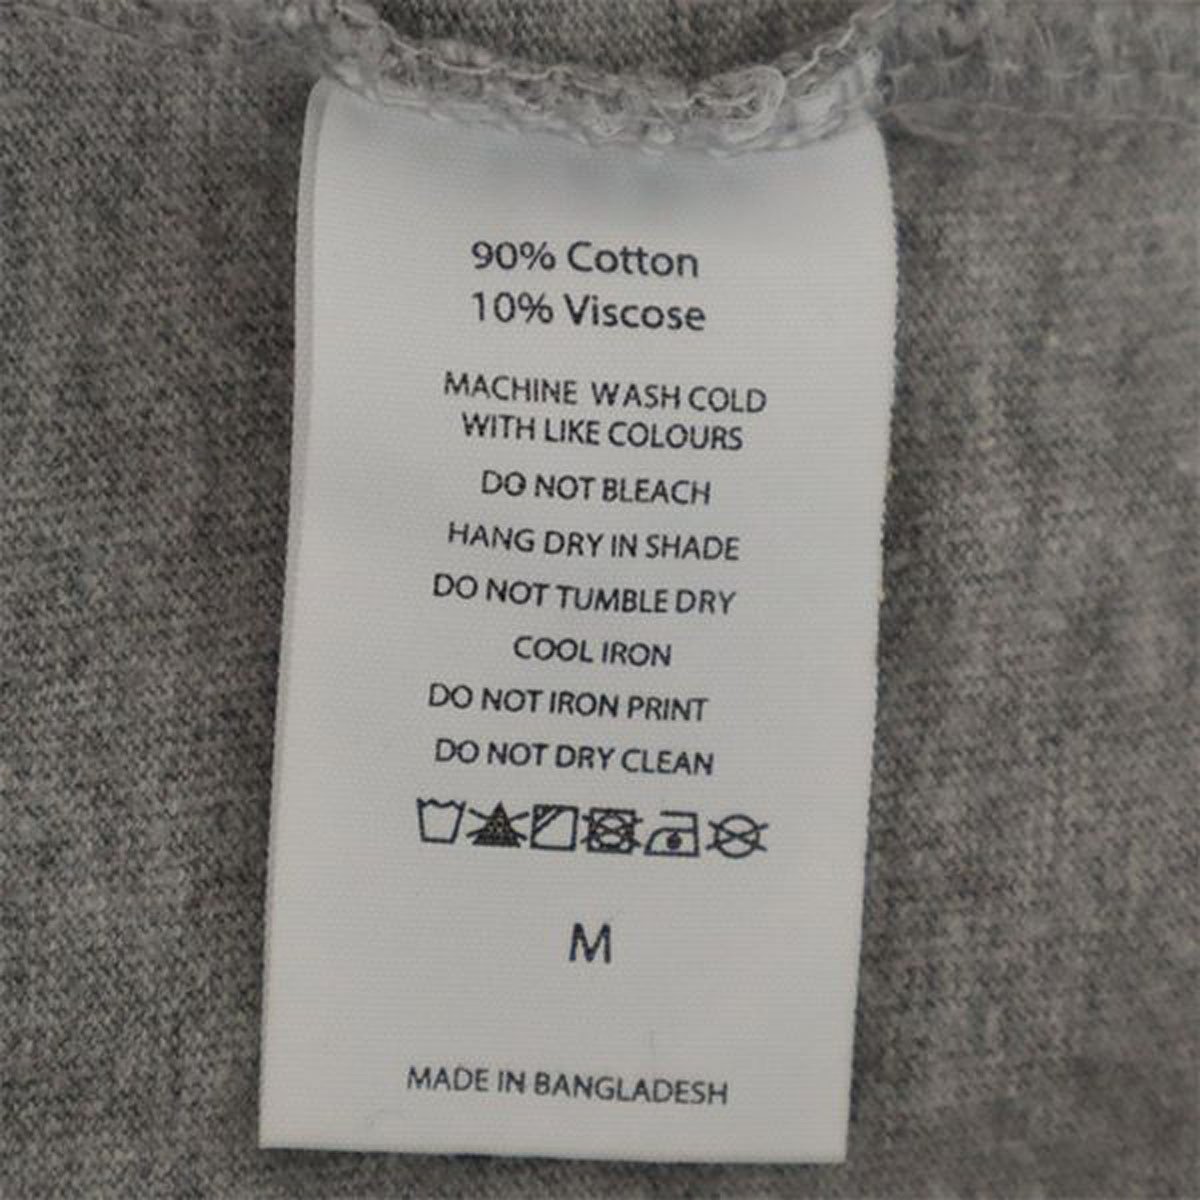 90% Cotton
10% Viscose
MACHINE WASH COLD
WITH LIKE COLOURS
DO NOT BLEACH
HANG DRY IN SHADE
DO NOT TUMBLE DRY
COOL IRON
DO NOT IRON PRINT
DO NOT DRY CLEAN
M
MADE IN BANGLADESH